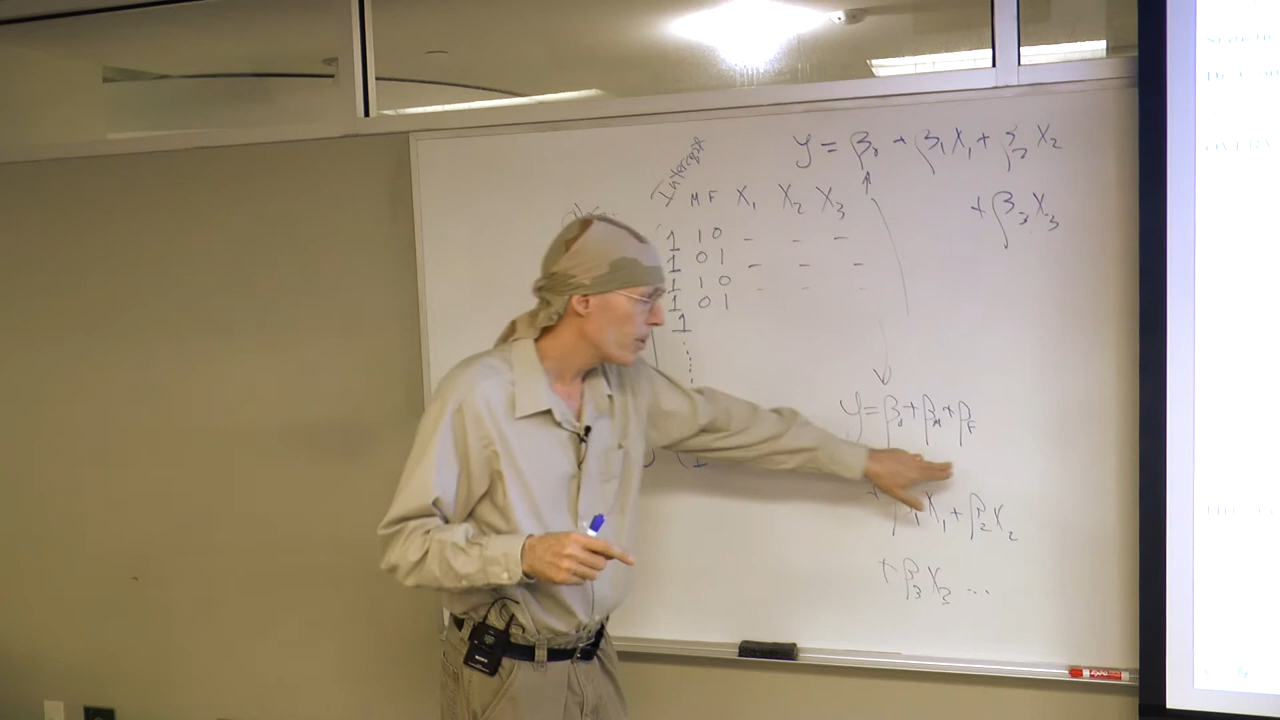 y = β₀ + β₁X₁ + β₂X₂
+ β₃X₃
Intercept
M F X₁ X₂ X₃
1 1 0 - - -
1 0 1 - - -
1 1 0 - - -
1 0 1 - - -
1
y = β₀ + β_M + β_F
+ β₁X₁ + β₂X₂
+ β₃X₃ ...
EXPO